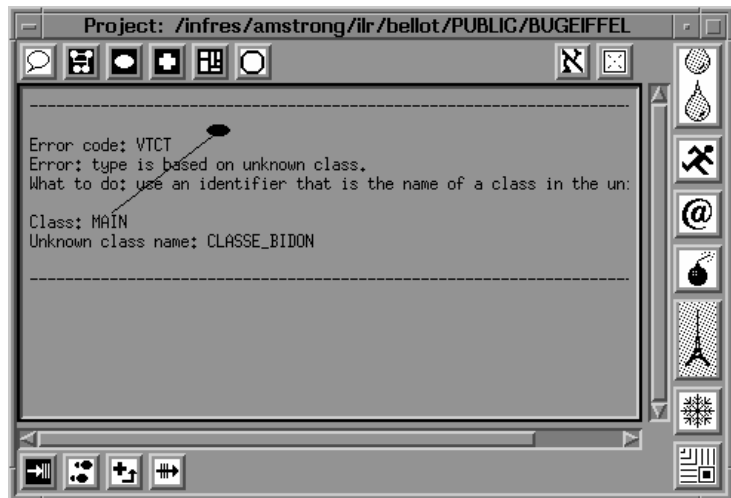 Project: /infres/amstrong/ilr/bellot/PUBLIC/BUGEIFFEL
Error code: VTCT
Error: type is based on unknown class.
What to do: use an identifier that is the name of a class in the un
Class: MAIN
Unknown class name: CLASSE_BIDON